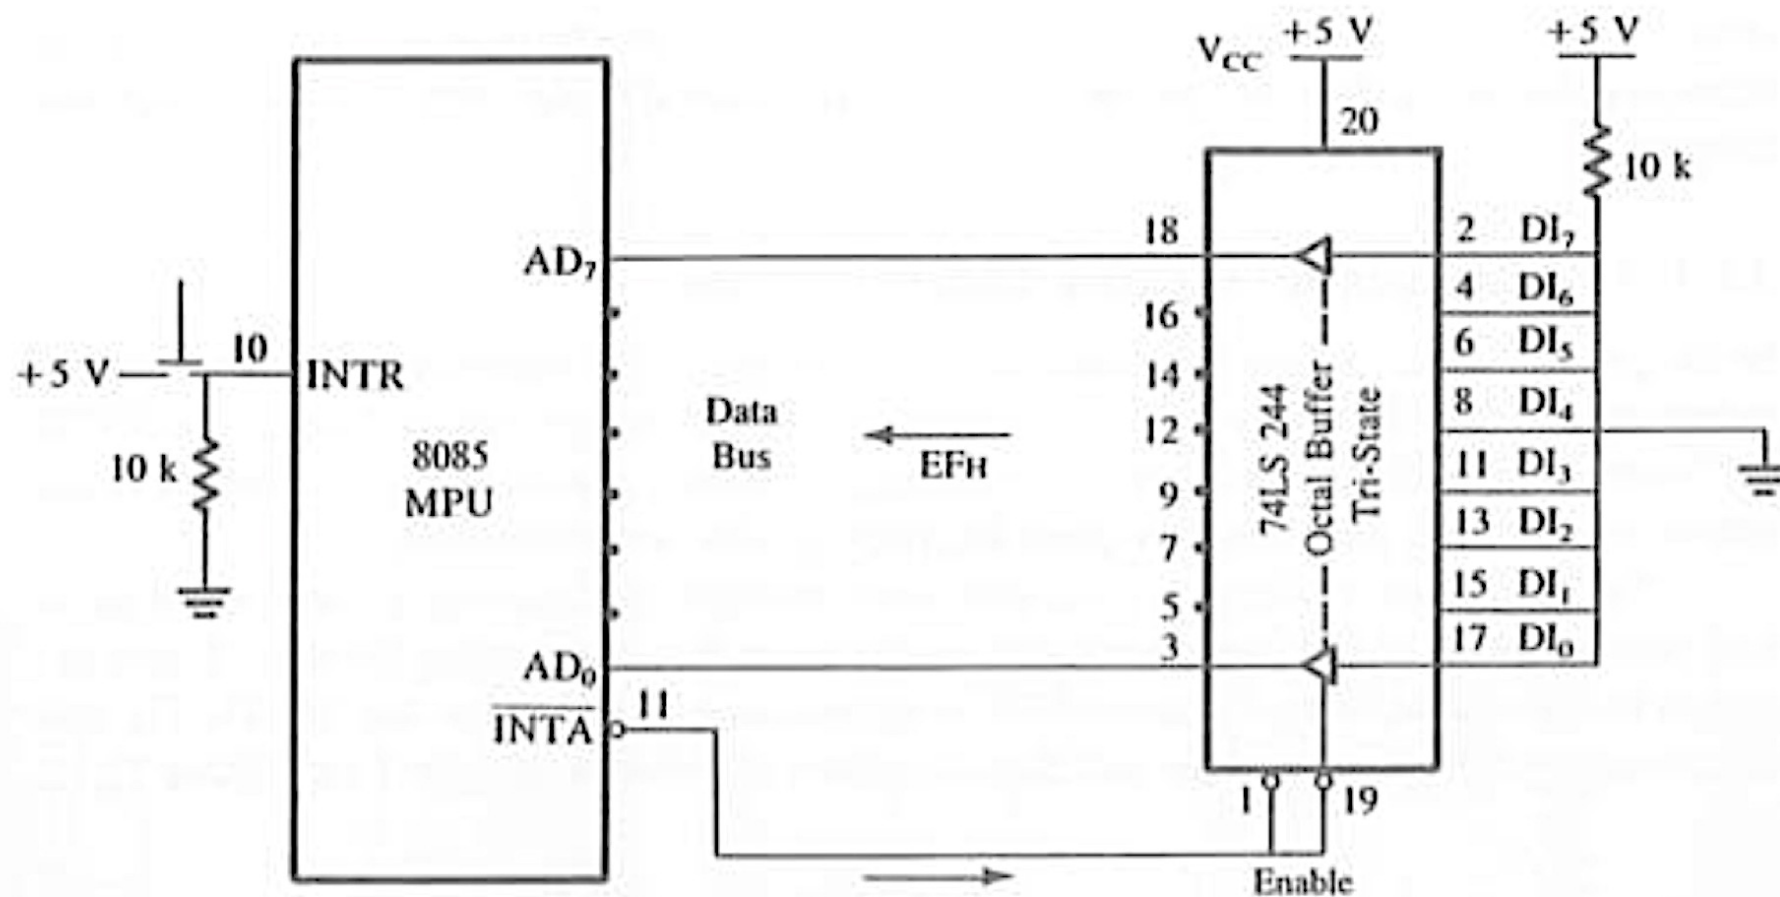 +5 V
+5 V
V_CC
20
10 k
18
2 DI₇
AD₇
4 DI₆
16
6 DI₅
10
+5 V
INTR
14
8 DI₄
Data
Bus
12
EFH
74LS 244
Octal Buffer
Tri-State
8085
MPU
10 k
11 DI₃
9
13 DI₂
7
15 DI₁
5
17 DI₀
3
AD₀
11
INTA
1
19
Enable